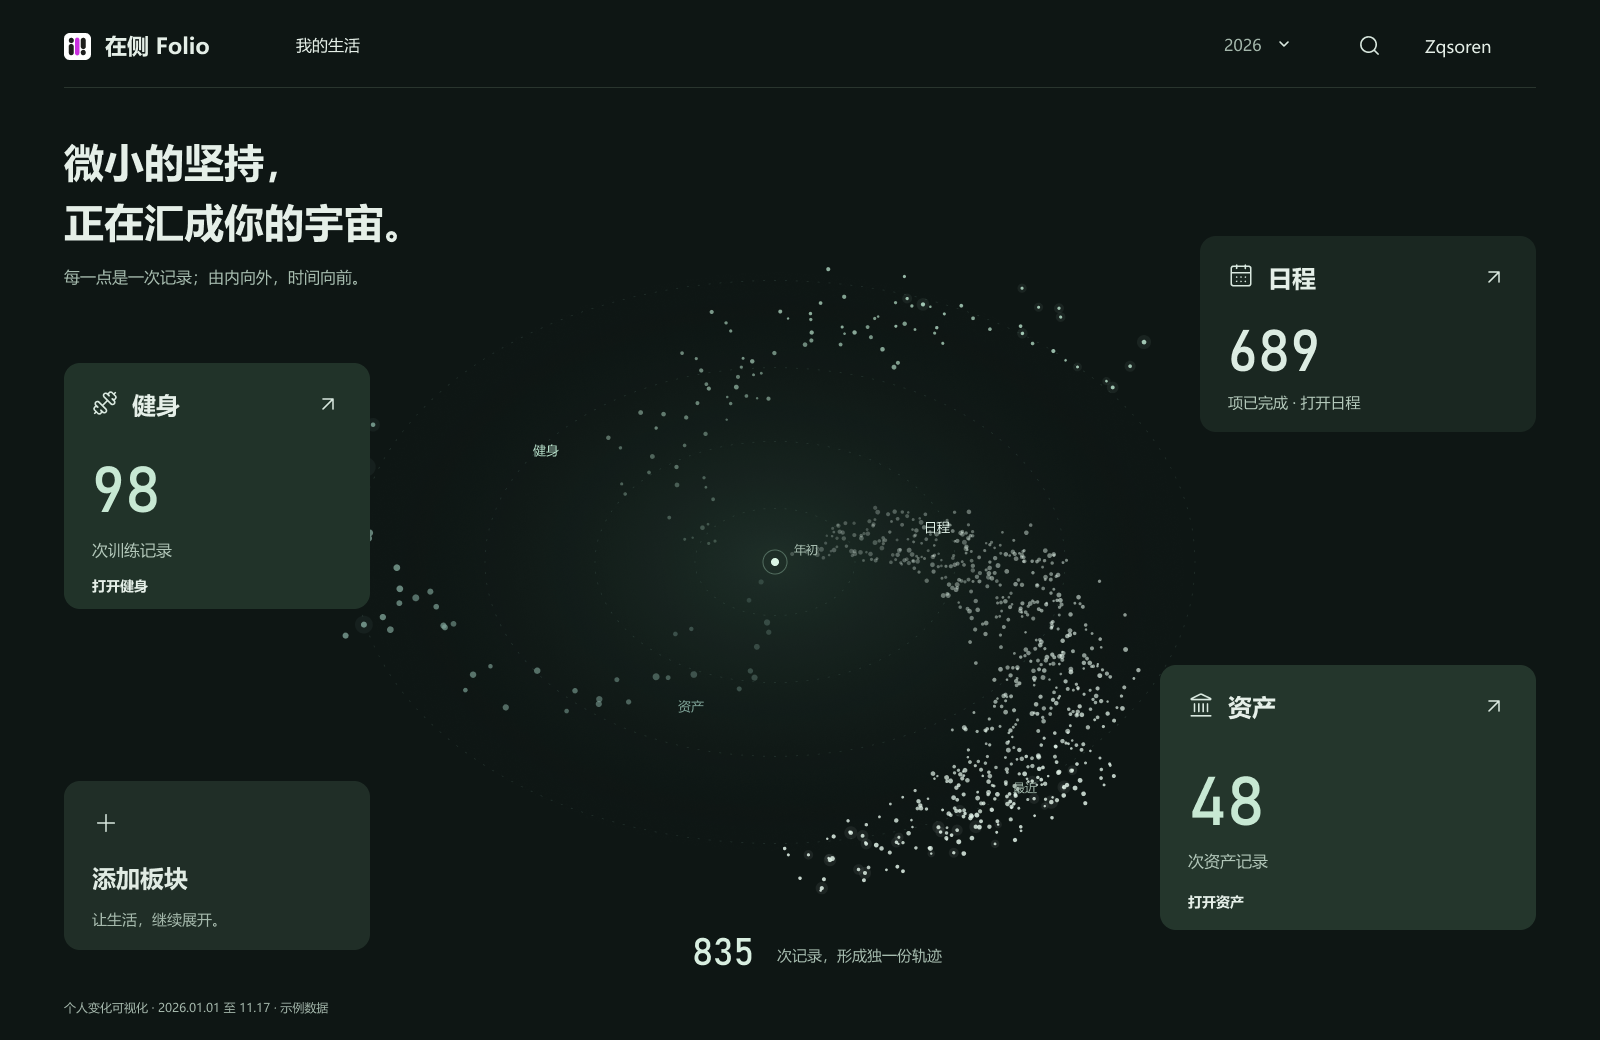 在侧 Folio
我的生活
2026
Zqsoren
微小的坚持，
正在汇成你的宇宙。
每一点是一次记录；由内向外，时间向前。
日程
689
项已完成 · 打开日程
健身
98
次训练记录
打开健身
健身
日程
年初
资产
最近
资产
48
次资产记录
打开资产
添加板块
让生活，继续展开。
835 次记录，形成独一份轨迹
个人变化可视化 · 2026.01.01 至 11.17 · 示例数据